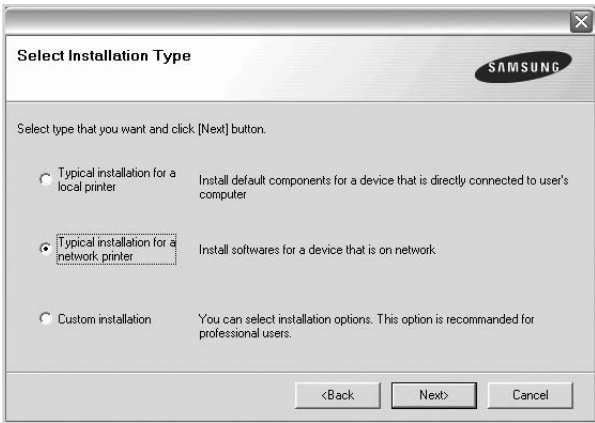 Select Installation Type
SAMSUNG
Select type that you want and click [Next] button.
Typical installation for a
local printer
Install default components for a device that is directly connected to user's
computer
Typical installation for a
network printer
Install softwares for a device that is on network
Custom installation
You can select installation options. This option is recommanded for
professional users.
<Back
Next>
Cancel